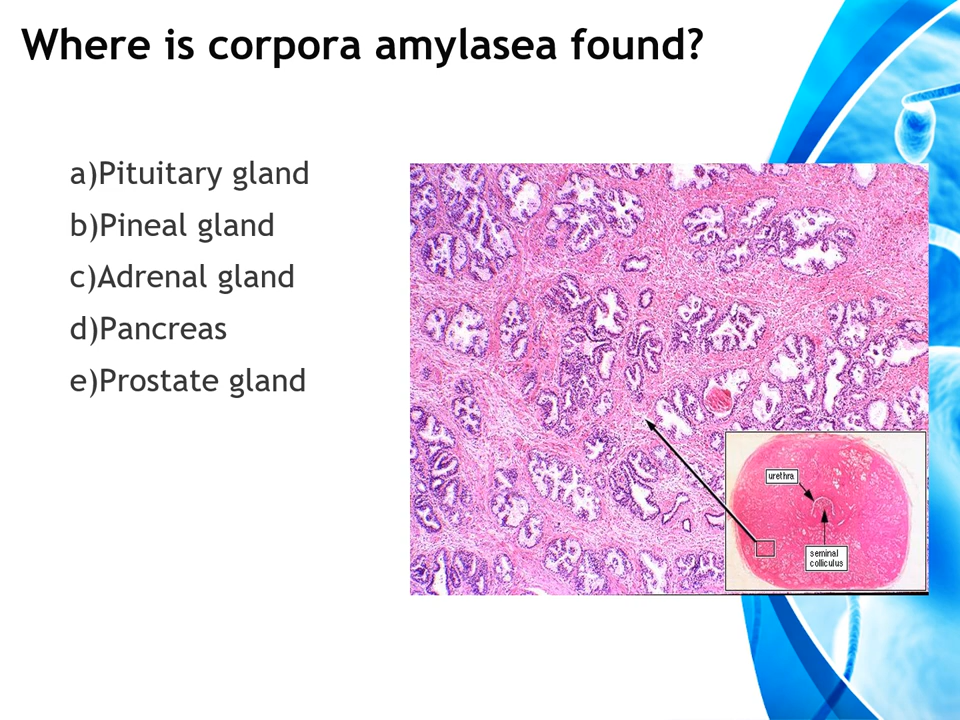 Where is corpora amylasea found?
a)Pituitary gland
b)Pineal gland
c)Adrenal gland
d)Pancreas
e)Prostate gland
urethra
seminal
colliculus